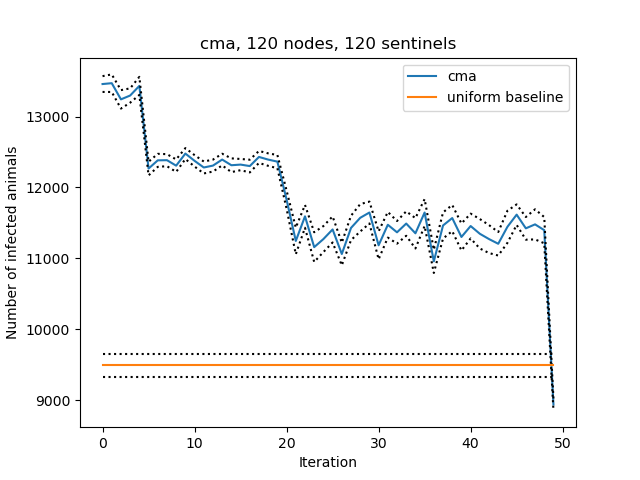 cma, 120 nodes, 120 sentinels
cma
uniform baseline
Number of infected animals
13000
12000
11000
10000
9000
0 10 20 30 40 50
Iteration